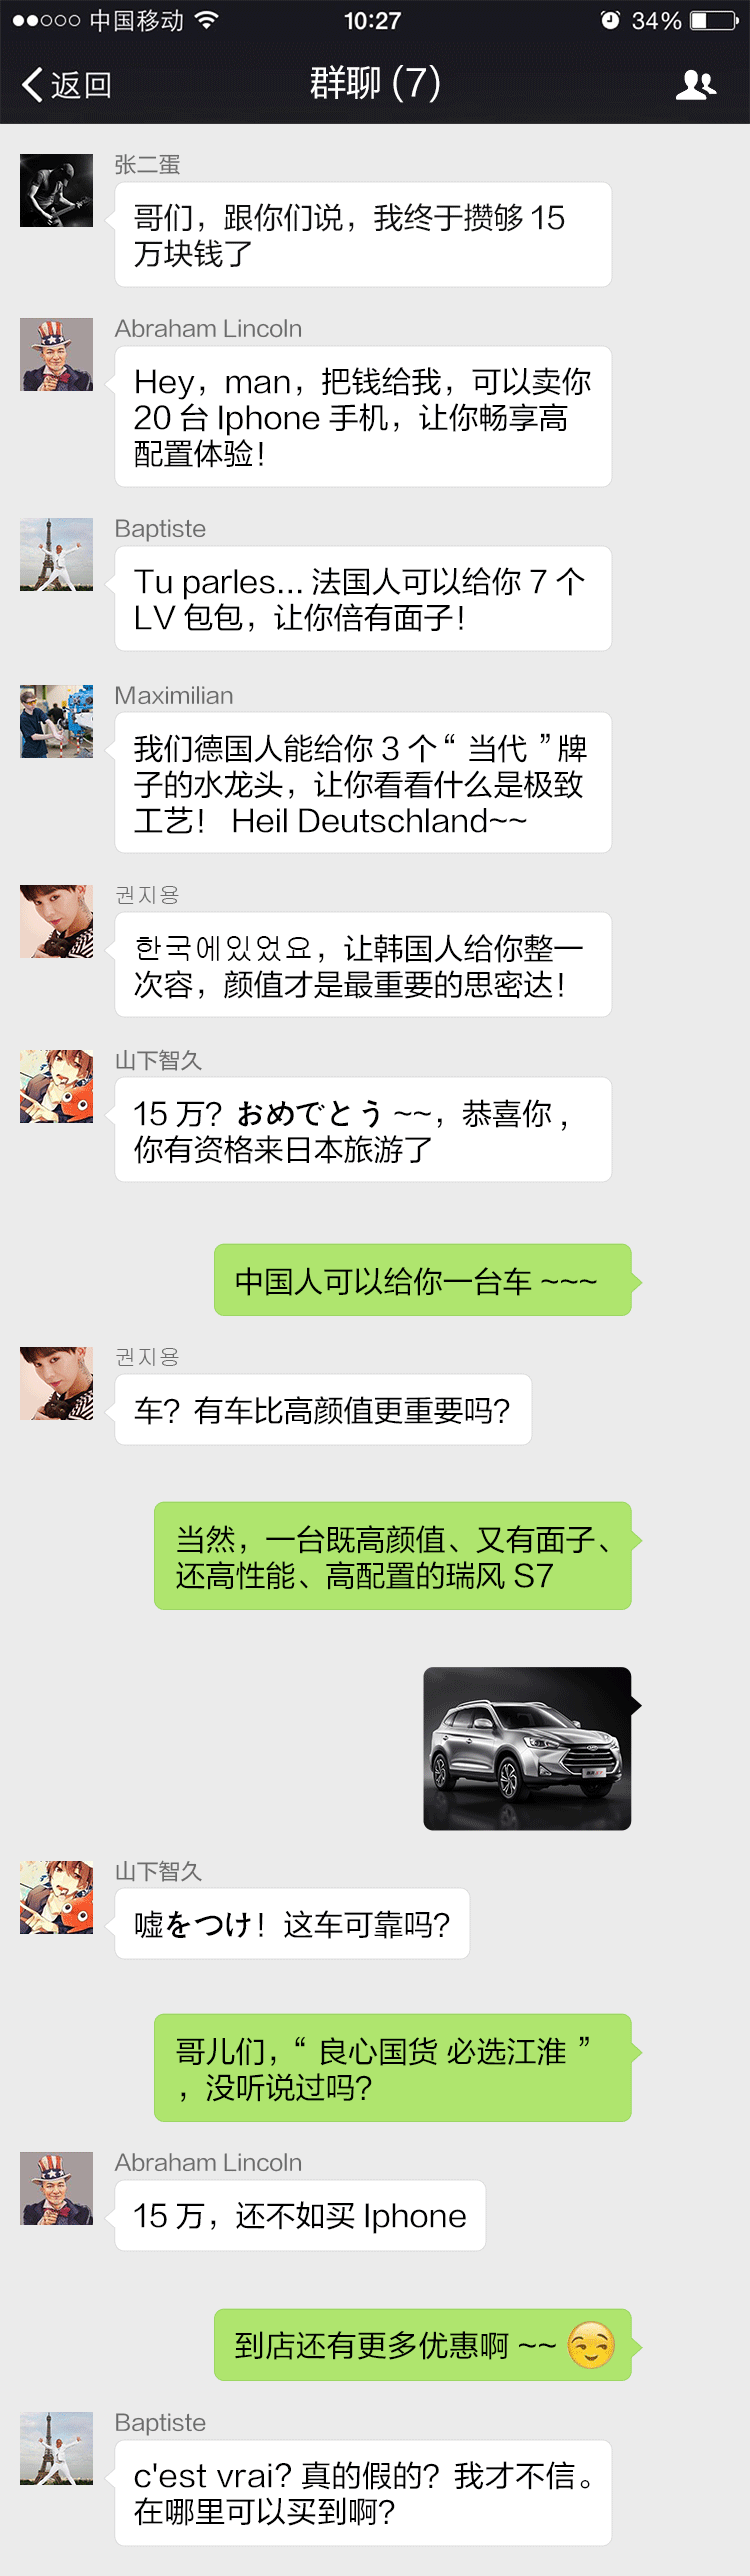 中国移动
10:27
34%
返回
群聊 (7)
张二蛋
哥们，跟你们说，我终于攒够 15
万块钱了
Abraham Lincoln
Hey，man，把钱给我，可以卖你
20 台 Iphone 手机，让你畅享高
配置体验！
Baptiste
Tu parles... 法国人可以给你 7 个
LV 包包，让你倍有面子！
Maximilian
我们德国人能给你 3 个“ 当代 ”牌
子的水龙头，让你看看什么是极致
工艺！ Heil Deutschland~~
권지용
한국에있었요，让韩国人给你整一
次容，颜值才是最重要的思密达！
山下智久
15 万？おめでとう ~~，恭喜你，
你有资格来日本旅游了
中国人可以给你一台车 ~~~
권지용
车？有车比高颜值更重要吗？
当然，一台既高颜值、又有面子、
还高性能、高配置的瑞风 S7
山下智久
嘘をつけ！这车可靠吗？
哥儿们，“ 良心国货 必选江淮 ”
，没听说过吗？
Abraham Lincoln
15 万，还不如买 Iphone
到店还有更多优惠啊 ~~
Baptiste
c'est vrai? 真的假的？我才不信。
在哪里可以买到啊？